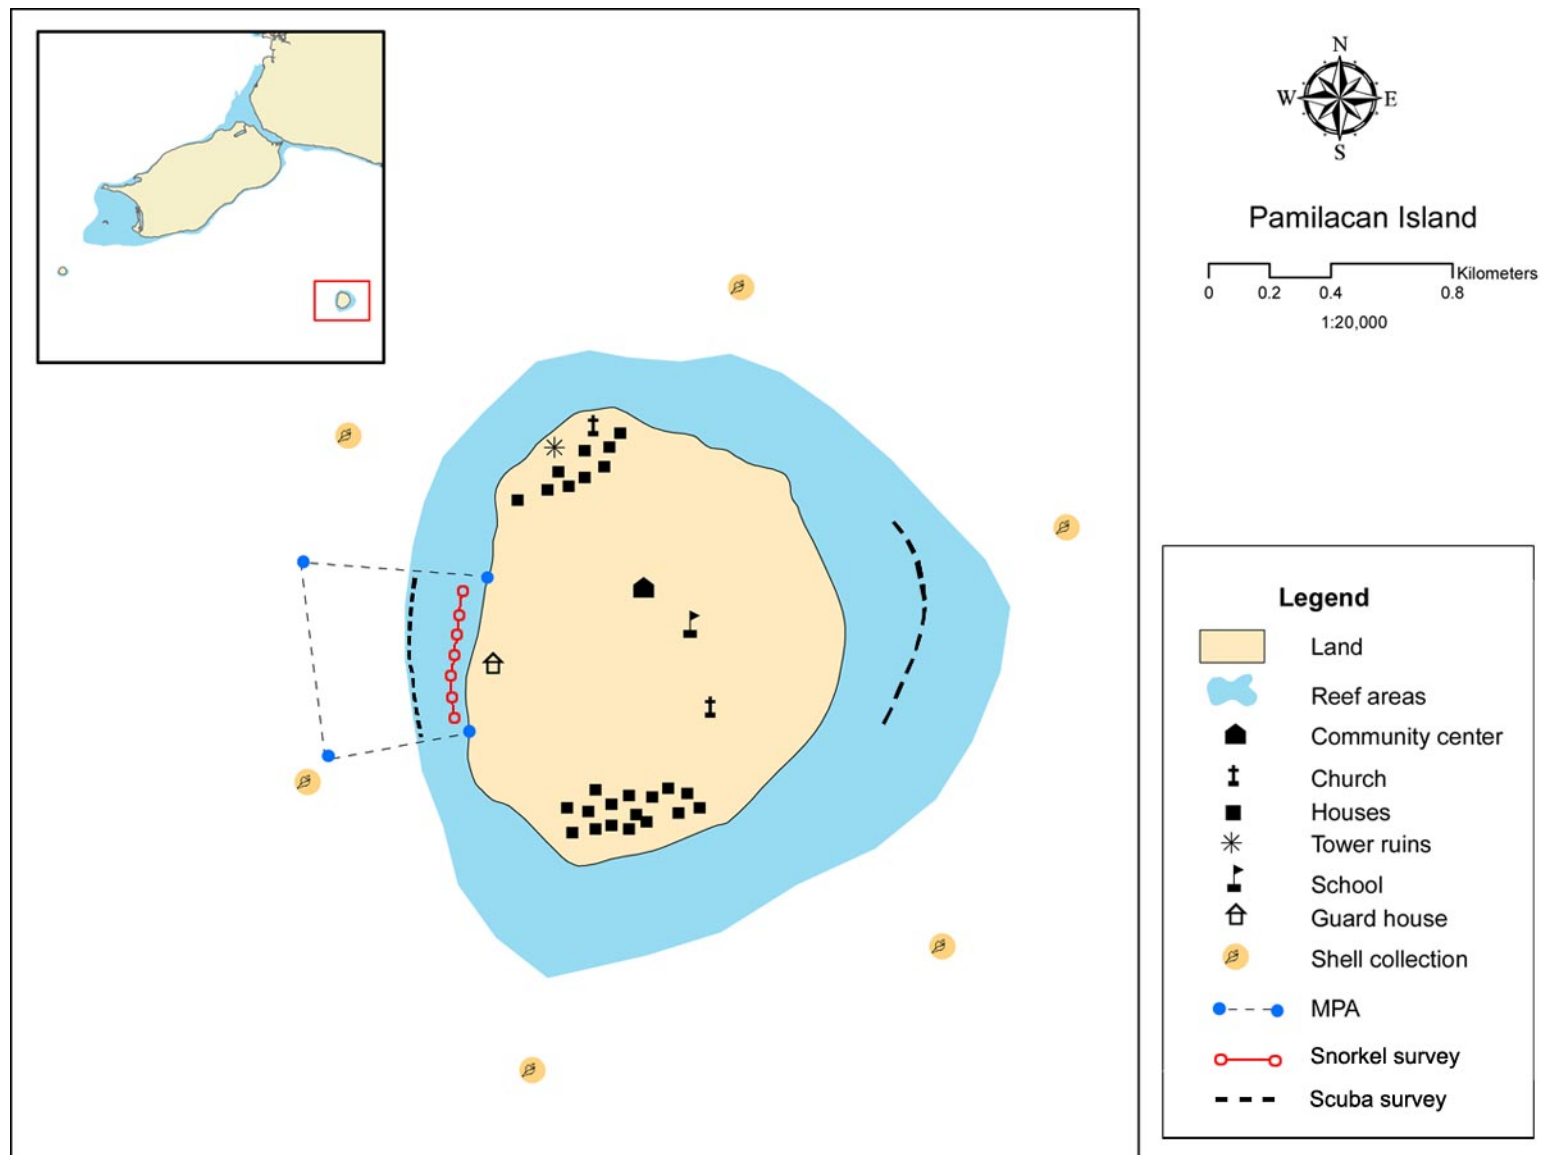 N
W E
S
Pamilacan Island
Kilometers
0 0.2 0.4 0.8
1:20,000
Legend
Land
Reef areas
Community center
Church
Houses
Tower ruins
School
Guard house
Shell collection
MPA
Snorkel survey
Scuba survey